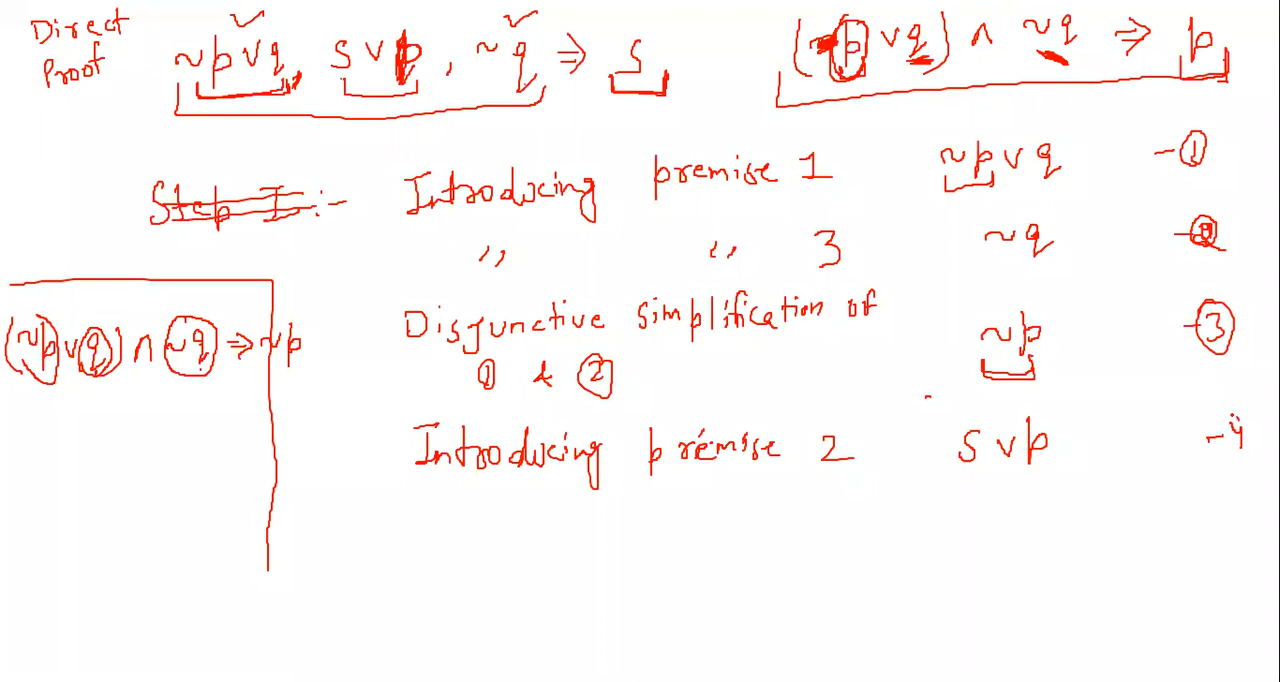 Direct
Proof
~p∨q, s∨p, ~q ⇒ s
(p∨q) ∧ ~q ⇒ p
Step I :-
Introducing premise 1 ~p∨q -①
〃 〃 3 ~q -②
Disjunctive simplification of
① & ② ~p -③
(~p∨q) ∧ ~q ⇒ ~p
Introducing premise 2 s∨p -4